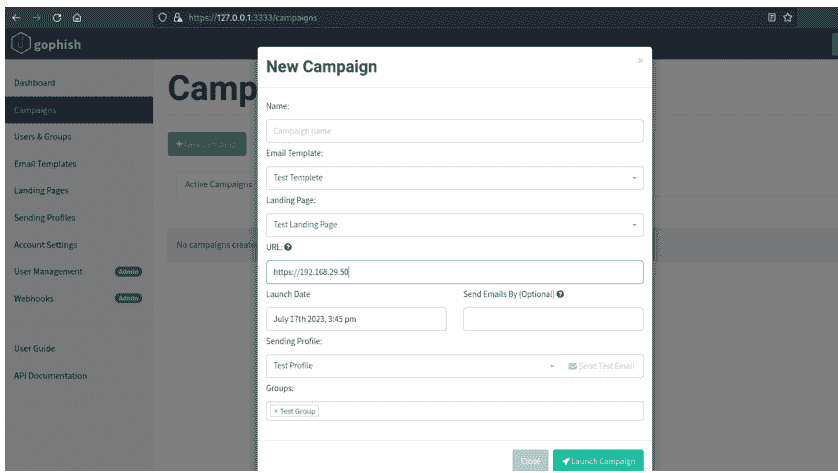 https://127.0.0.1:3333/campaigns
gophish
Dashboard
Campaigns
Users & Groups
Email Templates
Landing Pages
Sending Profiles
Account Settings
User Management Admin
Webhooks Admin
User Guide
API Documentation
Camp
Active Campaigns
No campaigns create
New Campaign
×
Name:
Campaign name
Email Template:
Test Templete
Landing Page:
Test Landing Page
URL:
https://192.168.29.50
Launch Date
Send Emails By (Optional)
July 17th 2023, 3:45 pm
Sending Profile:
Test Profile
Send Test Email
Groups:
× Test Group
Close
Launch Campaign